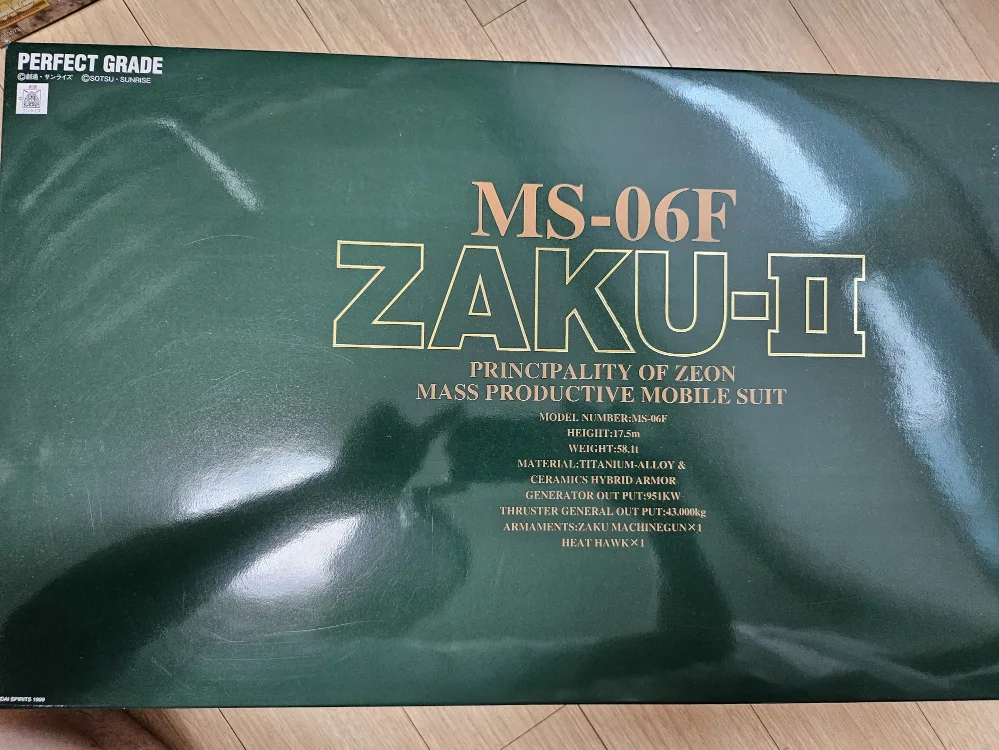 PERFECT GRADE
©創通・サンライズ ©SOTSU・SUNRISE
MS-06F
ZAKU-II
PRINCIPALITY OF ZEON
MASS PRODUCTIVE MOBILE SUIT
MODEL NUMBER:MS-06F
HEIGHT:17.5m
WEIGHT:58.1t
MATERIAL:TITANIUM-ALLOY &
CERAMICS HYBRID ARMOR
GENERATOR OUT PUT:951KW
THRUSTER GENERAL OUT PUT:43.000kg
ARMAMENTS:ZAKU MACHINEGUN×1
HEAT HAWK×1
DAI SPIRITS 1999